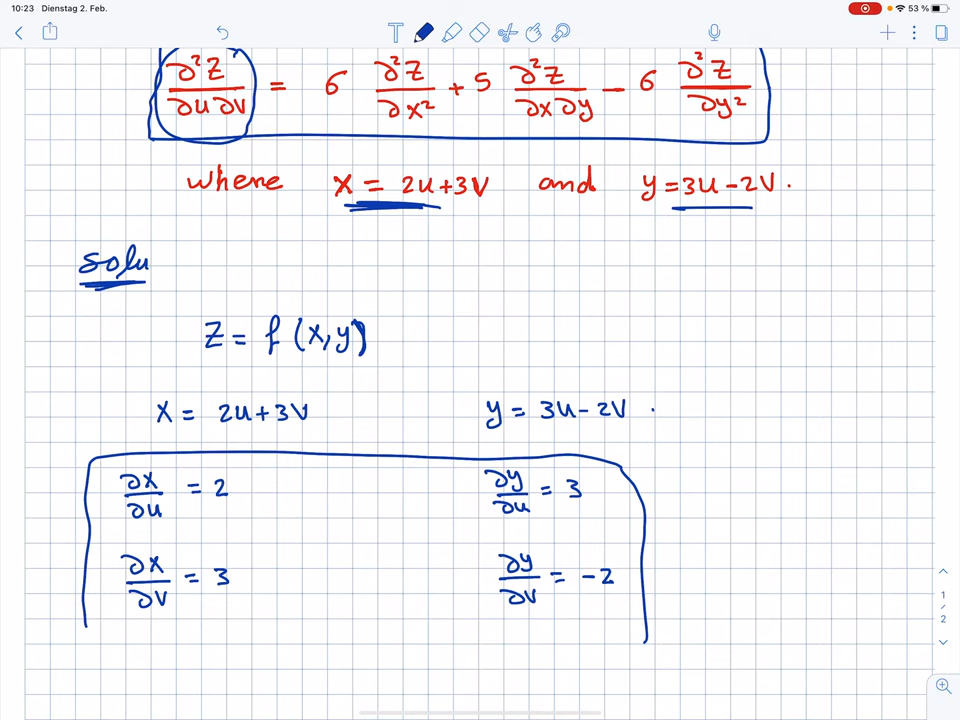 10:23 Dienstag 2. Feb. 53 %
∂²Z/∂u∂v = 6 ∂²Z/∂x² + 5 ∂²Z/∂x∂y − 6 ∂²Z/∂y²
where x = 2u+3v and y = 3u−2v.
Solu
Z = f(x,y)
x = 2u+3v y = 3u−2v.
∂x/∂u = 2 ∂y/∂u = 3
∂x/∂v = 3 ∂y/∂v = −2
1
/
2